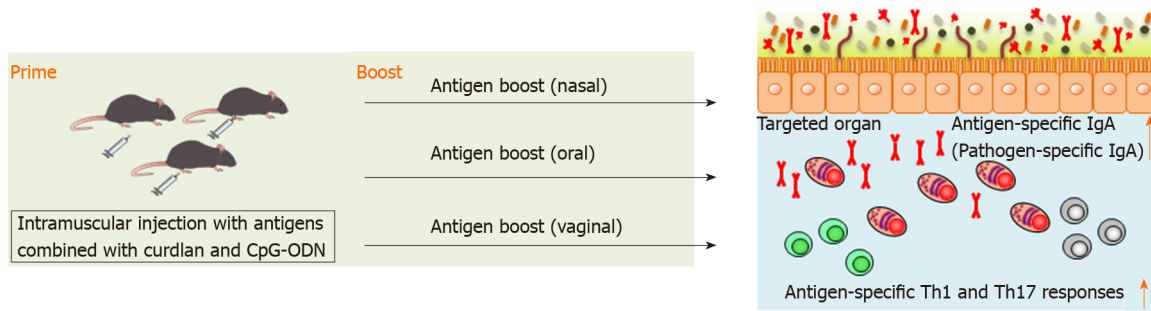 Prime
Intramuscular injection with antigens
combined with curdlan and CpG-ODN
Boost
Antigen boost (nasal)
Antigen boost (oral)
Antigen boost (vaginal)
Targeted organ
Antigen-specific IgA
(Pathogen-specific IgA)
Antigen-specific Th1 and Th17 responses